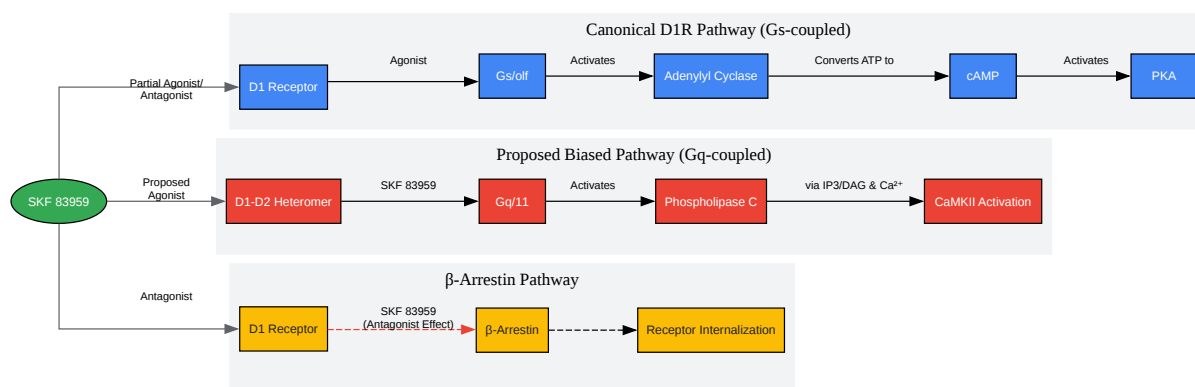 Canonical D1R Pathway (Gs-coupled)
Partial Agonist/
Antagonist
D1 Receptor
Agonist
Gs/olf
Activates
Adenylyl Cyclase
Converts ATP to
cAMP
Activates
PKA
SKF 83959
Proposed Biased Pathway (Gq-coupled)
Proposed
Agonist
D1-D2 Heteromer
SKF 83959
Gq/11
Activates
Phospholipase C
via IP3/DAG & Ca²⁺
CaMKII Activation
β-Arrestin Pathway
Antagonist
D1 Receptor
SKF 83959
(Antagonist Effect)
β-Arrestin
Receptor Internalization